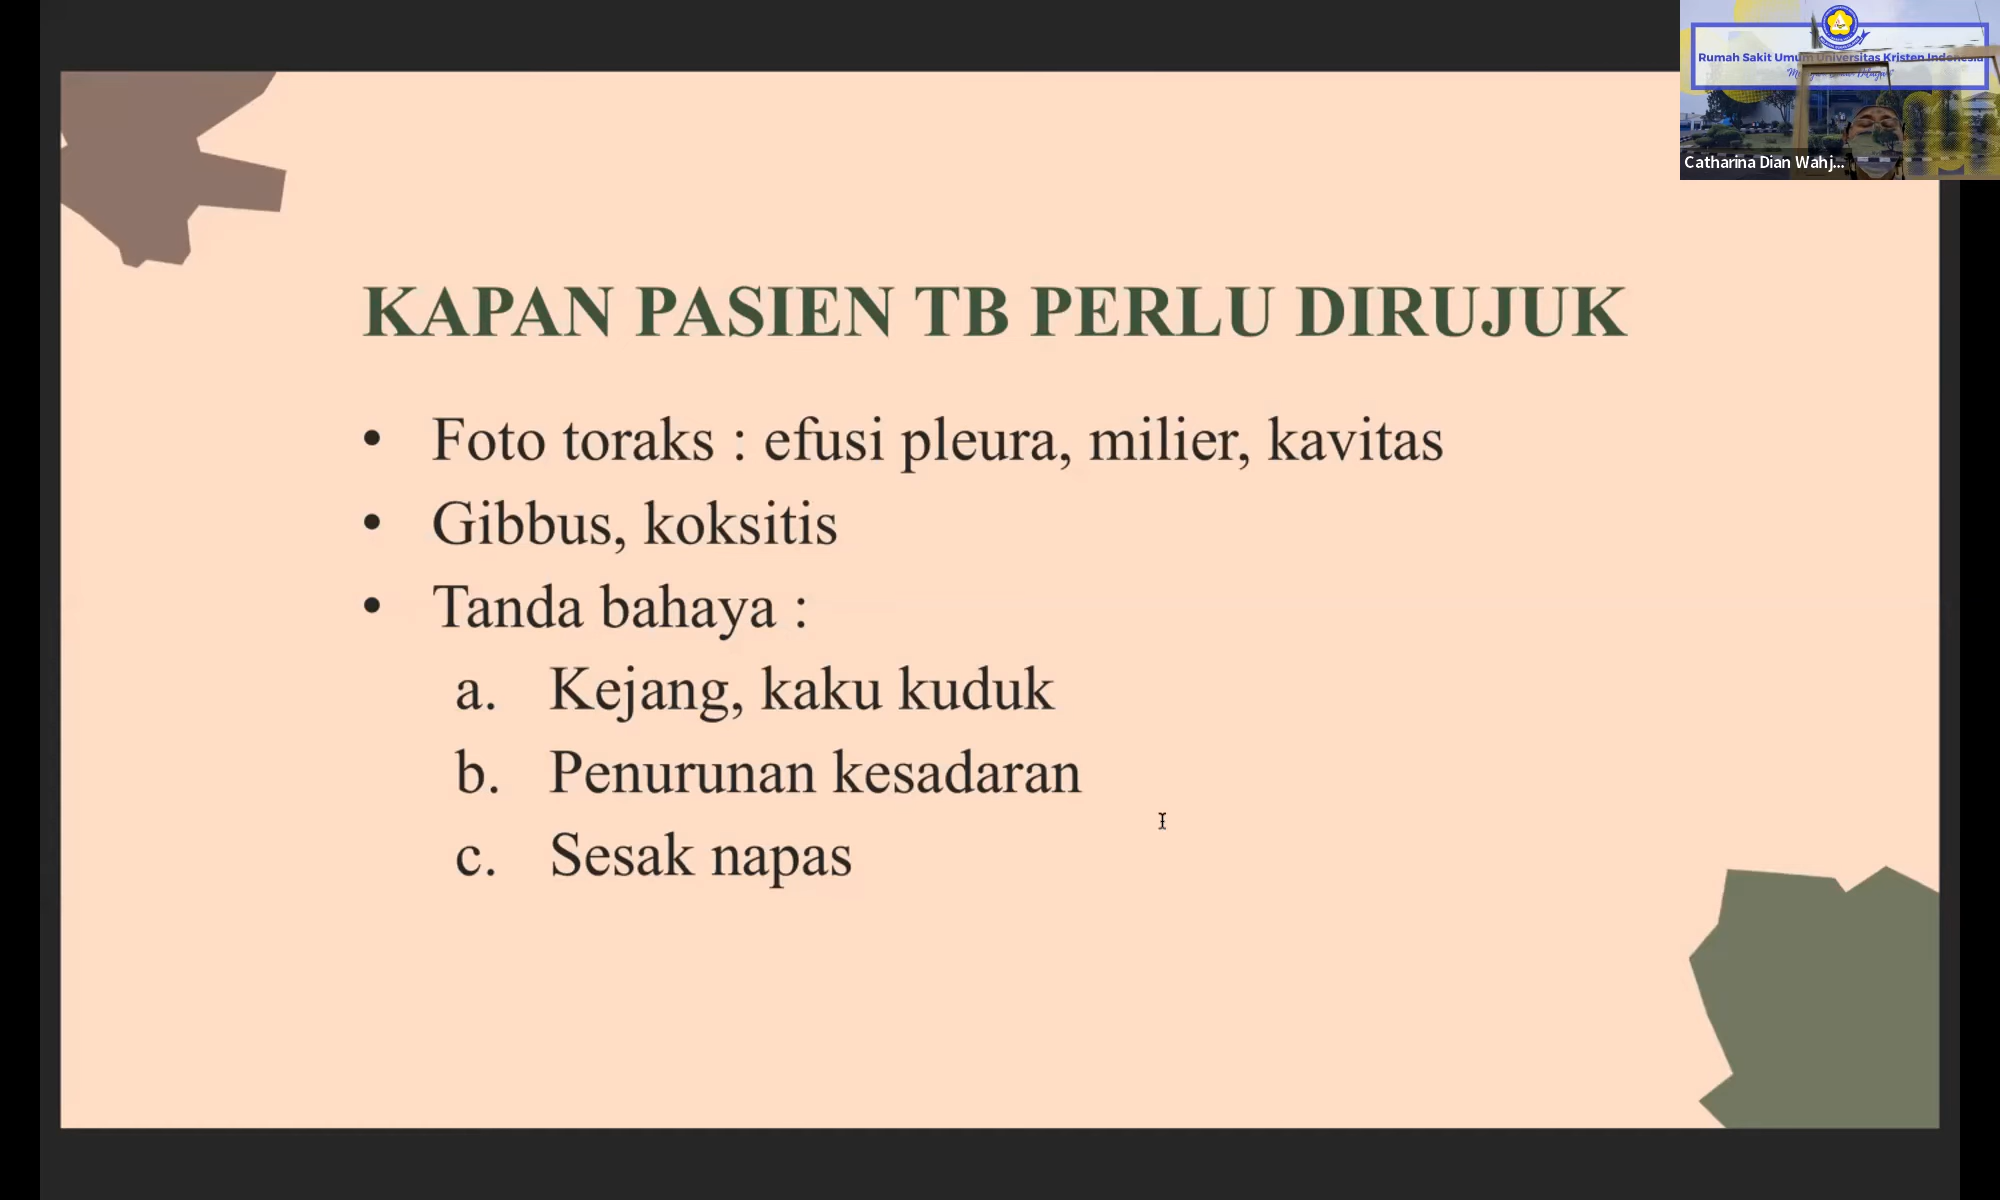 Rumah Sakit Umum Universitas Kristen Indonesia
Catharina Dian Wahj...
KAPAN PASIEN TB PERLU DIRUJUK
• Foto toraks : efusi pleura, milier, kavitas
• Gibbus, koksitis
• Tanda bahaya :
a. Kejang, kaku kuduk
b. Penurunan kesadaran
c. Sesak napas